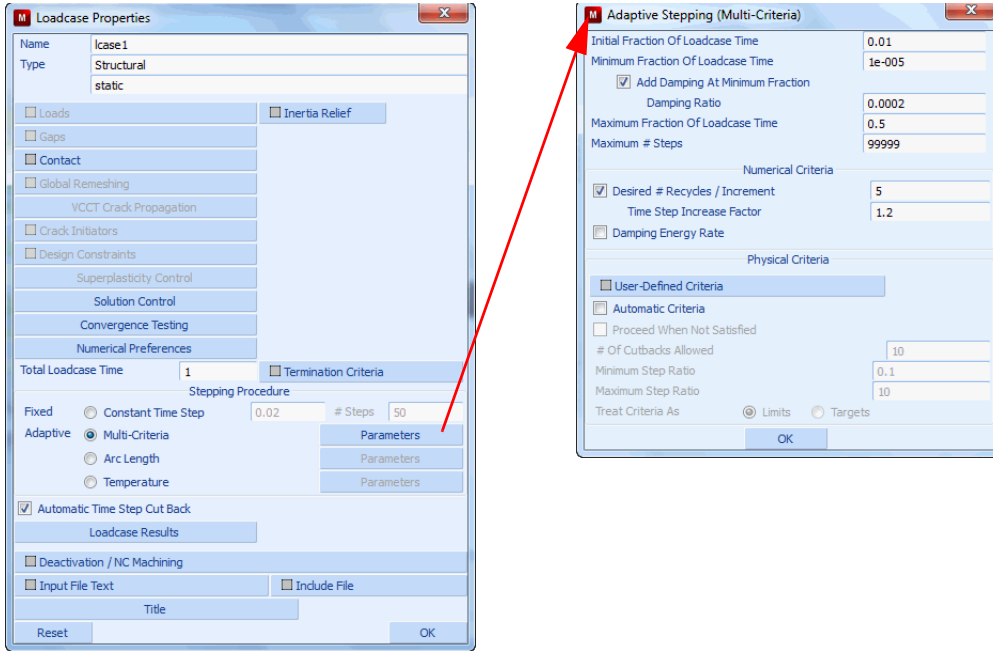 Loadcase Properties
Name lcase1
Type Structural
static
Loads Inertia Relief
Gaps
Contact
Global Remeshing
VCCT Crack Propagation
Crack Initiators
Design Constraints
Superplasticity Control
Solution Control
Convergence Testing
Numerical Preferences
Total Loadcase Time 1 Termination Criteria
Stepping Procedure
Fixed Constant Time Step 0.02 # Steps 50
Adaptive Multi-Criteria Parameters
Arc Length Parameters
Temperature Parameters
Automatic Time Step Cut Back
Loadcase Results
Deactivation / NC Machining
Input File Text Include File
Title
Reset OK
Adaptive Stepping (Multi-Criteria)
Initial Fraction Of Loadcase Time 0.01
Minimum Fraction Of Loadcase Time 1e-005
Add Damping At Minimum Fraction
Damping Ratio 0.0002
Maximum Fraction Of Loadcase Time 0.5
Maximum # Steps 99999
Numerical Criteria
Desired # Recycles / Increment 5
Time Step Increase Factor 1.2
Damping Energy Rate
Physical Criteria
User-Defined Criteria
Automatic Criteria
Proceed When Not Satisfied
# Of Cutbacks Allowed 10
Minimum Step Ratio 0.1
Maximum Step Ratio 10
Treat Criteria As Limits Targets
OK